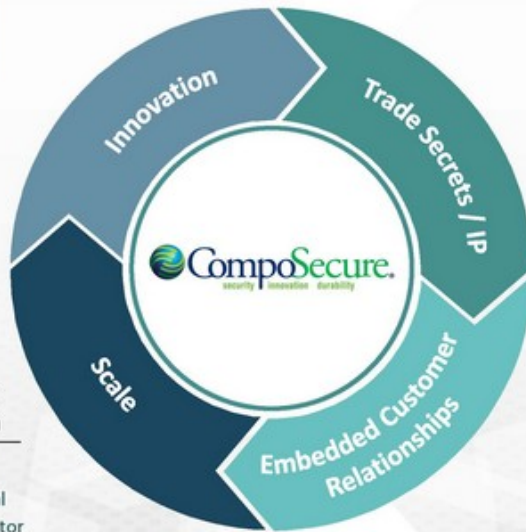 Innovation
Trade Secrets / IP
CompoSecure®
security innovation durability
Scale
Embedded Customer
Relationships